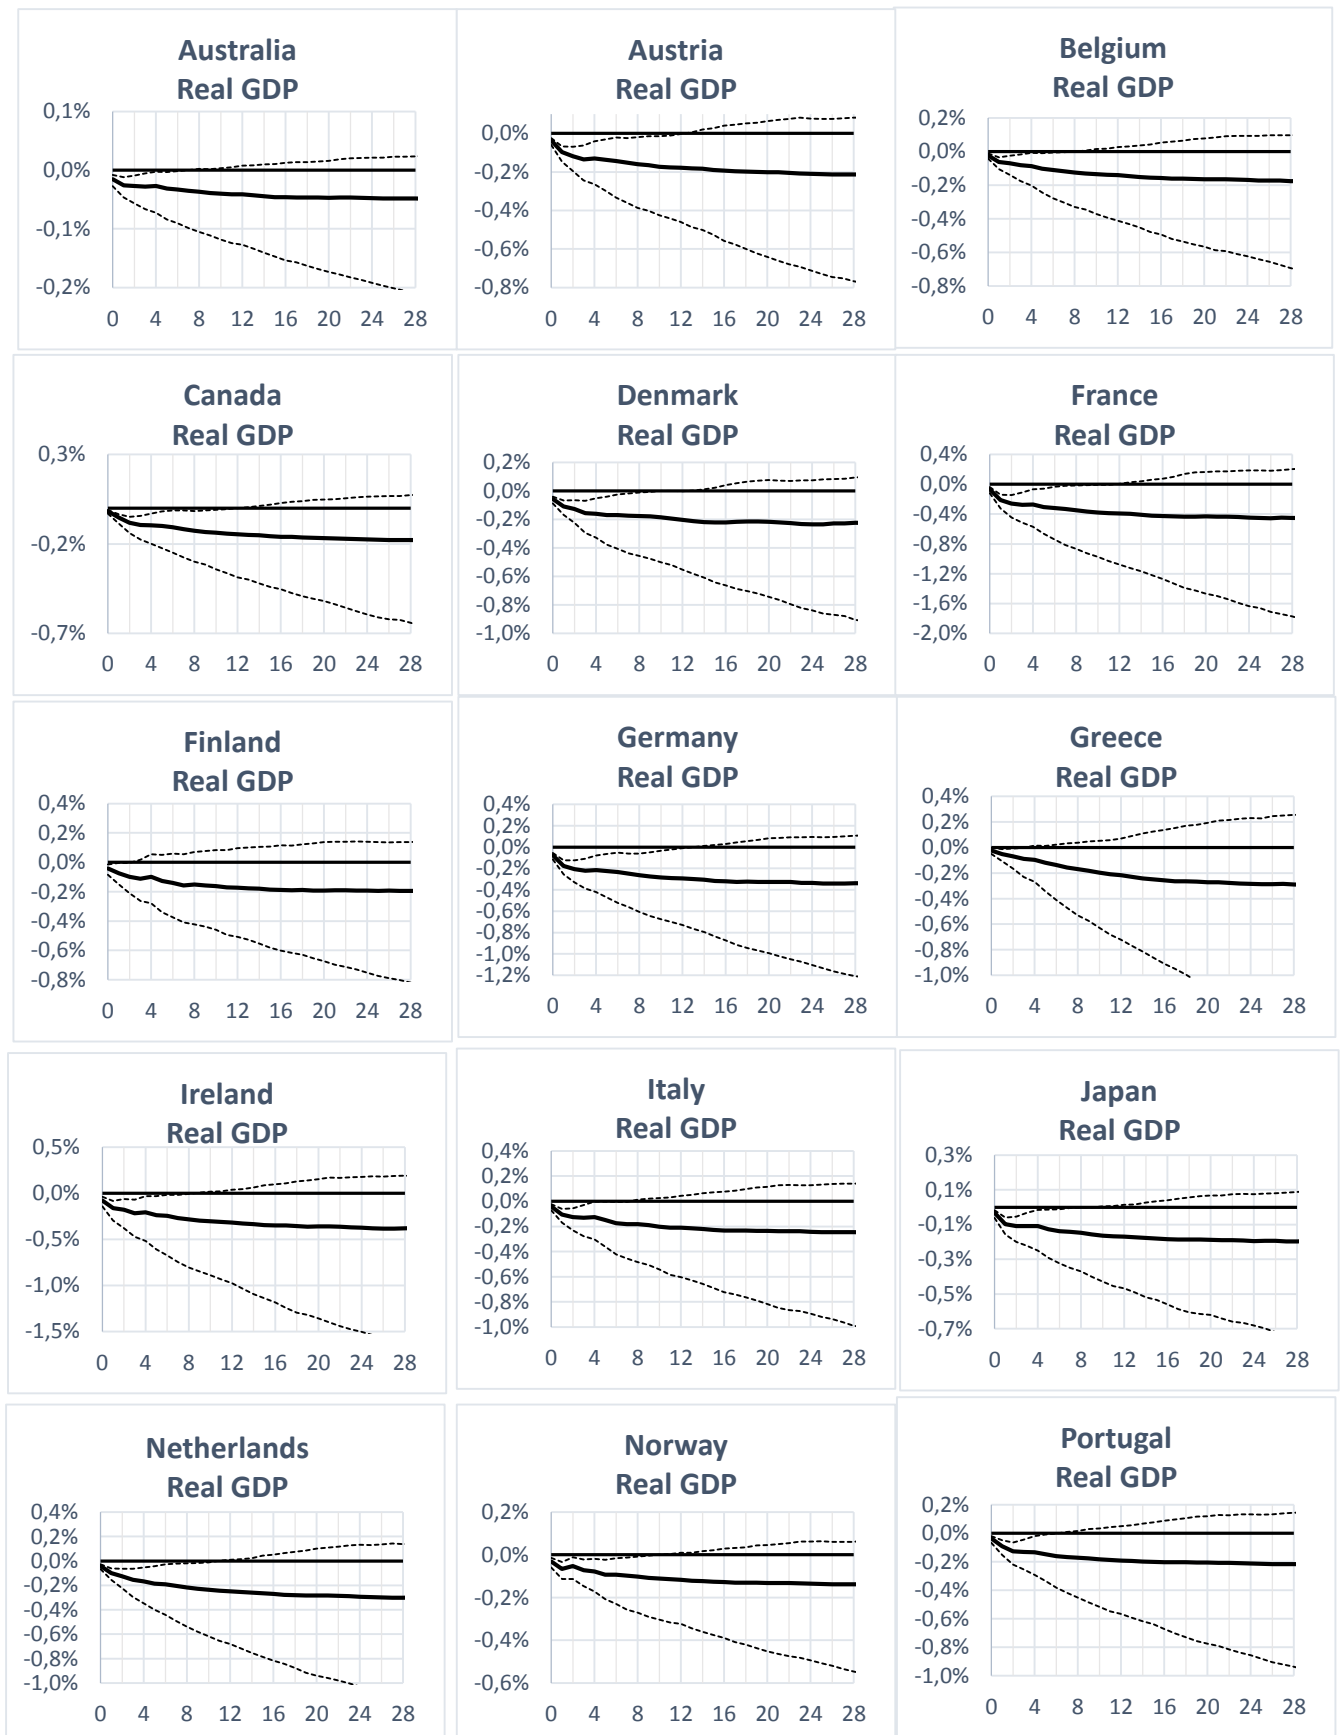 Australia
Real GDP
0,1%
0,0%
-0,1%
-0,2%
0 4 8 12 16 20 24 28
Austria
Real GDP
0,0%
-0,2%
-0,4%
-0,6%
-0,8%
0 4 8 12 16 20 24 28
Belgium
Real GDP
0,2%
0,0%
-0,2%
-0,4%
-0,6%
-0,8%
0 4 8 12 16 20 24 28
Canada
Real GDP
0,3%
-0,2%
-0,7%
0 4 8 12 16 20 24 28
Denmark
Real GDP
0,2%
0,0%
-0,2%
-0,4%
-0,6%
-0,8%
-1,0%
0 4 8 12 16 20 24 28
France
Real GDP
0,4%
0,0%
-0,4%
-0,8%
-1,2%
-1,6%
-2,0%
0 4 8 12 16 20 24 28
Finland
Real GDP
0,4%
0,2%
0,0%
-0,2%
-0,4%
-0,6%
-0,8%
0 4 8 12 16 20 24 28
Germany
Real GDP
0,4%
0,2%
0,0%
-0,2%
-0,4%
-0,6%
-0,8%
-1,0%
-1,2%
0 4 8 12 16 20 24 28
Greece
Real GDP
0,4%
0,2%
0,0%
-0,2%
-0,4%
-0,6%
-0,8%
-1,0%
0 4 8 12 16 20 24 28
Ireland
Real GDP
0,5%
0,0%
-0,5%
-1,0%
-1,5%
0 4 8 12 16 20 24 28
Italy
Real GDP
0,4%
0,2%
0,0%
-0,2%
-0,4%
-0,6%
-0,8%
-1,0%
0 4 8 12 16 20 24 28
Japan
Real GDP
0,3%
0,1%
-0,1%
-0,3%
-0,5%
-0,7%
0 4 8 12 16 20 24 28
Netherlands
Real GDP
0,4%
0,2%
0,0%
-0,2%
-0,4%
-0,6%
-0,8%
-1,0%
0 4 8 12 16 20 24 28
Norway
Real GDP
0,2%
0,0%
-0,2%
-0,4%
-0,6%
0 4 8 12 16 20 24 28
Portugal
Real GDP
0,2%
0,0%
-0,2%
-0,4%
-0,6%
-0,8%
-1,0%
0 4 8 12 16 20 24 28